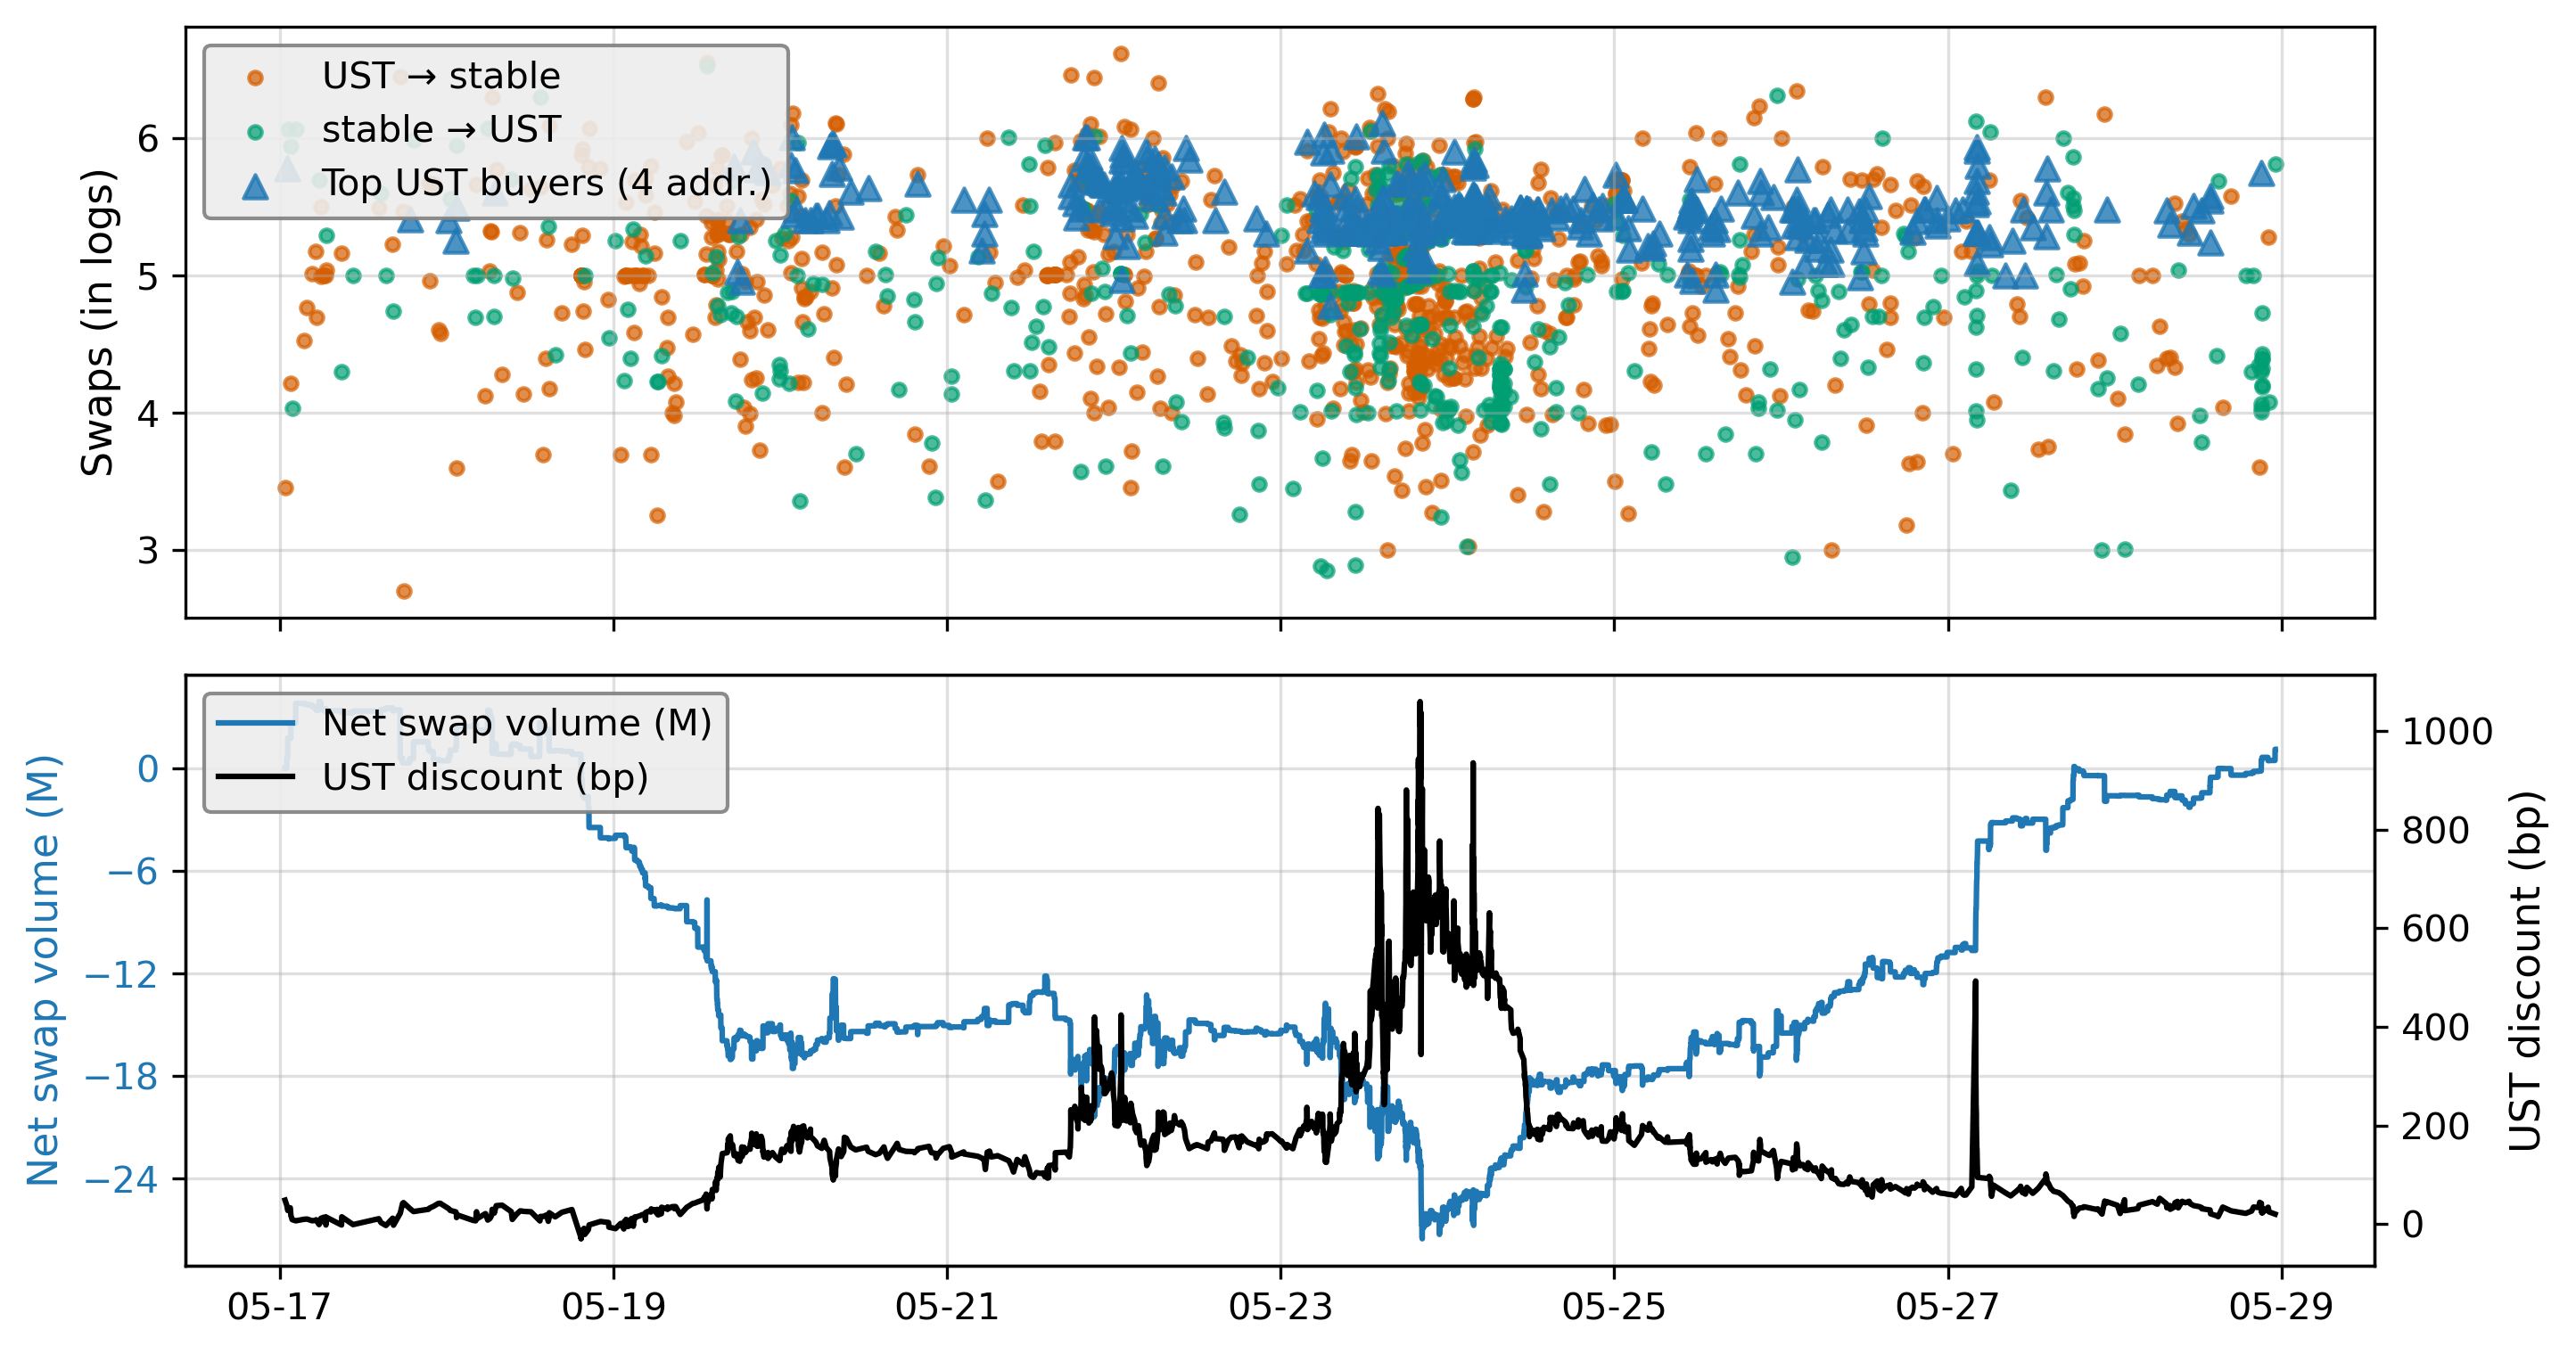 UST → stable
stable → UST
Top UST buyers (4 addr.)
Swaps (in logs)
6
5
4
3
Net swap volume (M)
UST discount (bp)
Net swap volume (M)
0
−6
−12
−18
−24
1000
800
600
400
200
0
UST discount (bp)
05-17
05-19
05-21
05-23
05-25
05-27
05-29